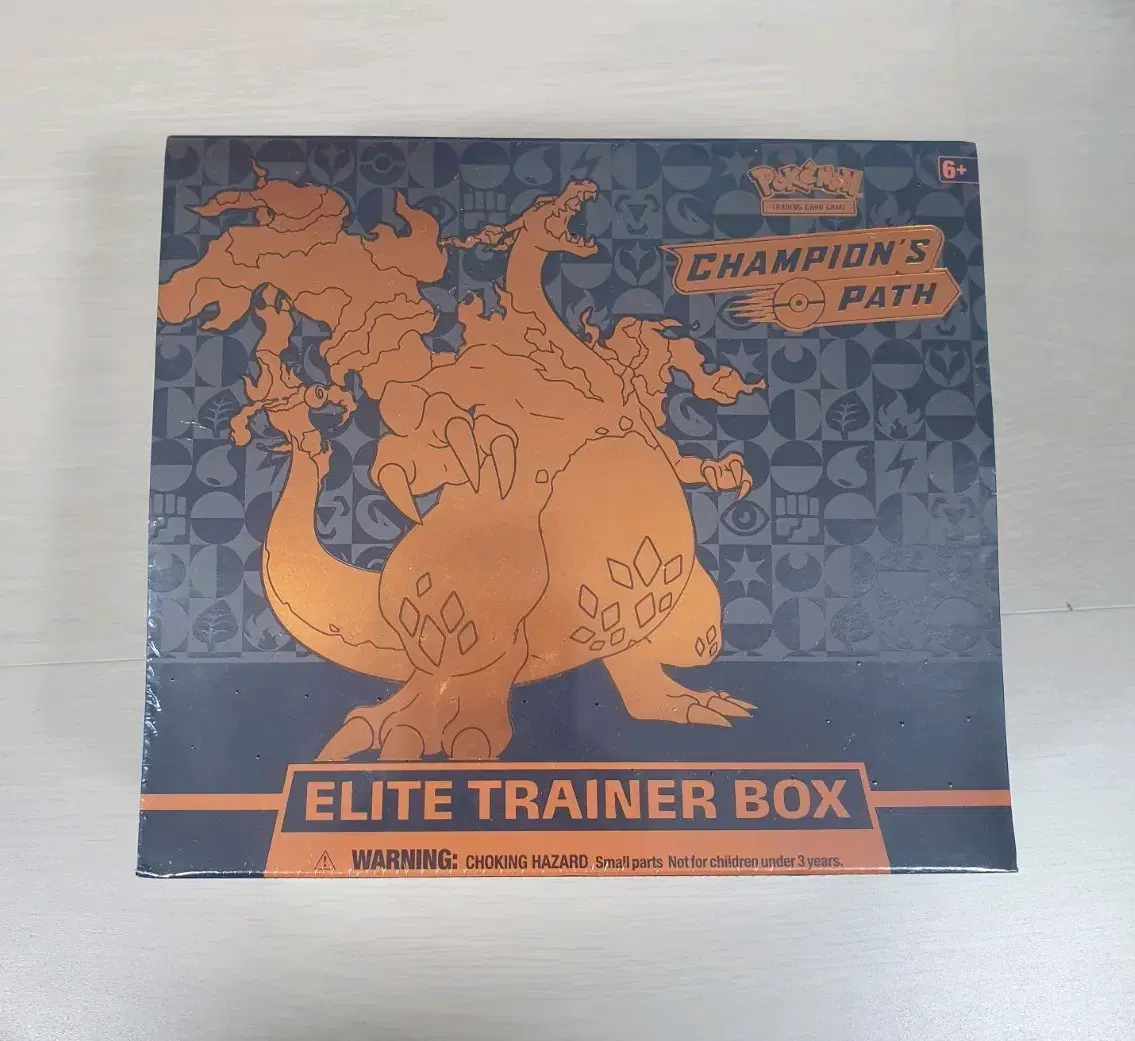 6+
POKéMON
TRADING CARD GAME
CHAMPION'S
PATH
ELITE TRAINER BOX
WARNING: CHOKING HAZARD Small parts Not for children under 3 years.